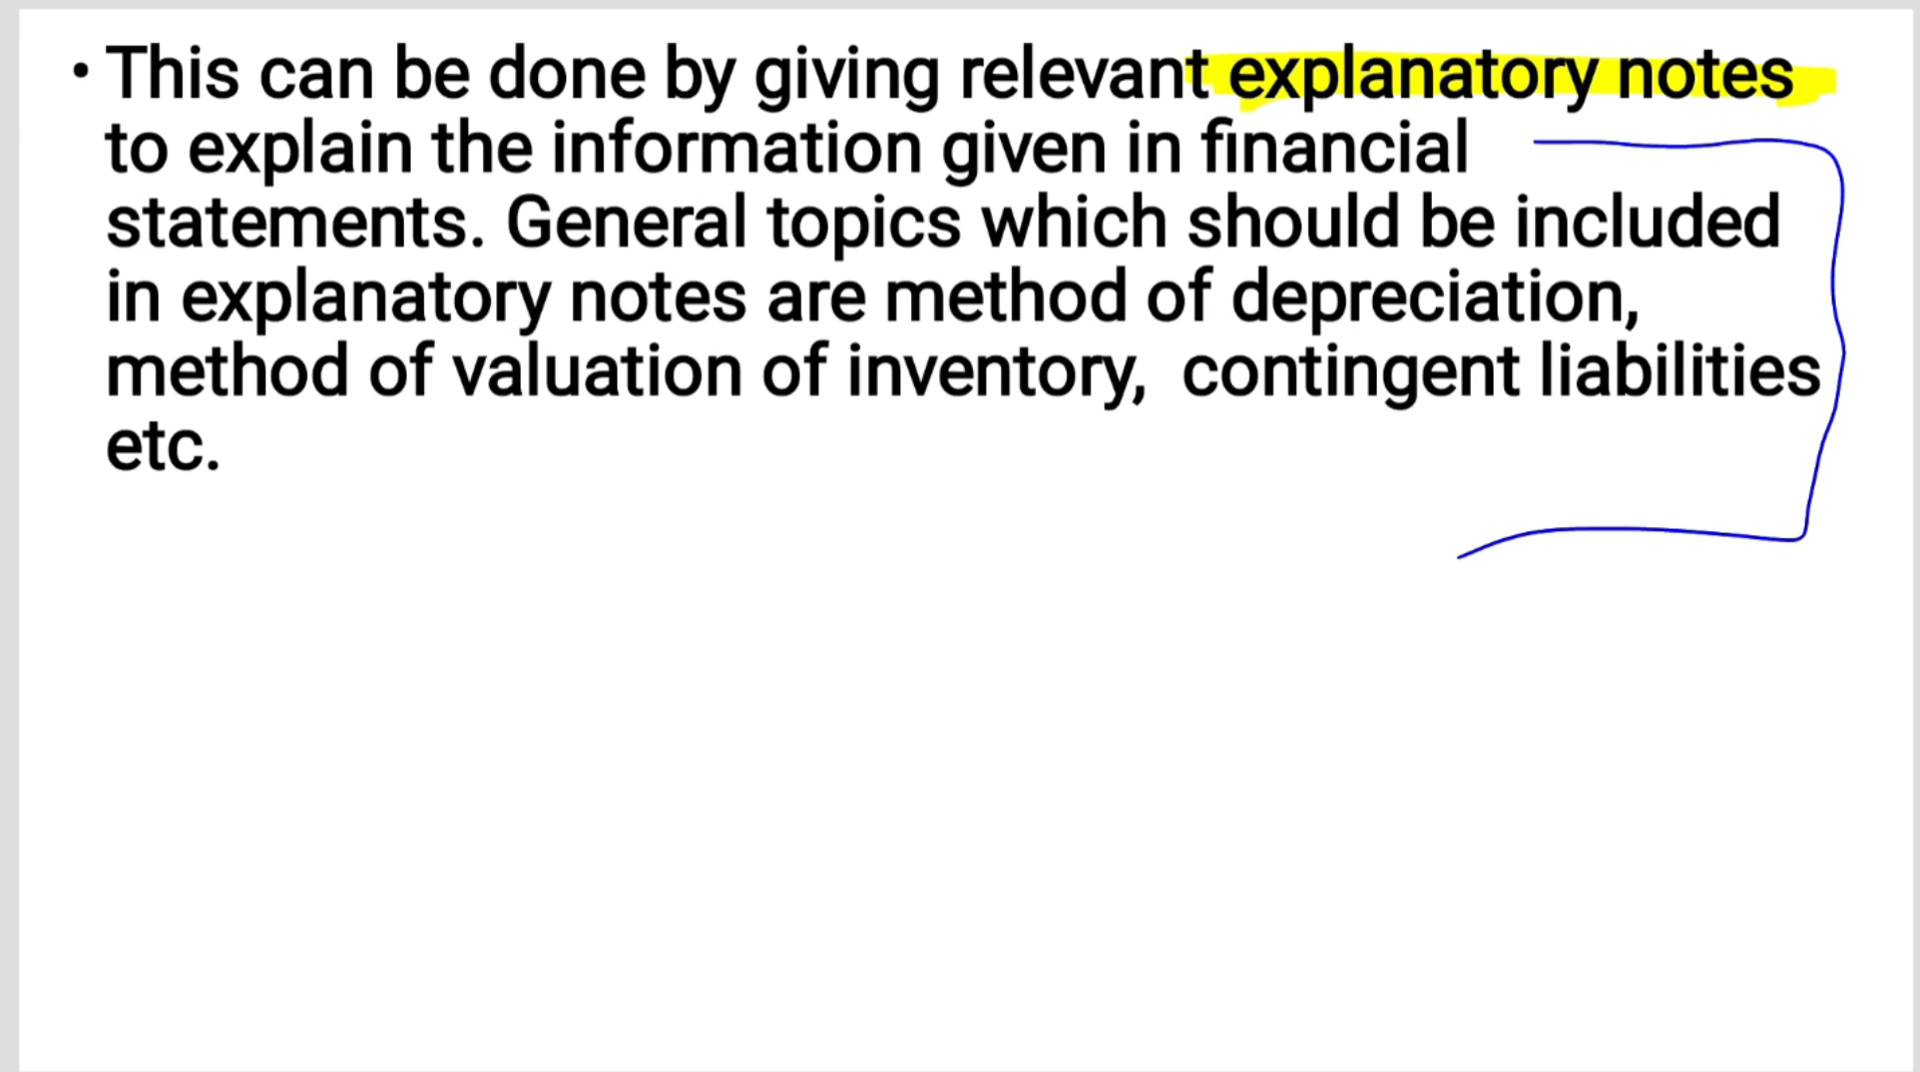 • This can be done by giving relevant explanatory notes
to explain the information given in financial
statements. General topics which should be included
in explanatory notes are method of depreciation,
method of valuation of inventory,  contingent liabilities
etc.